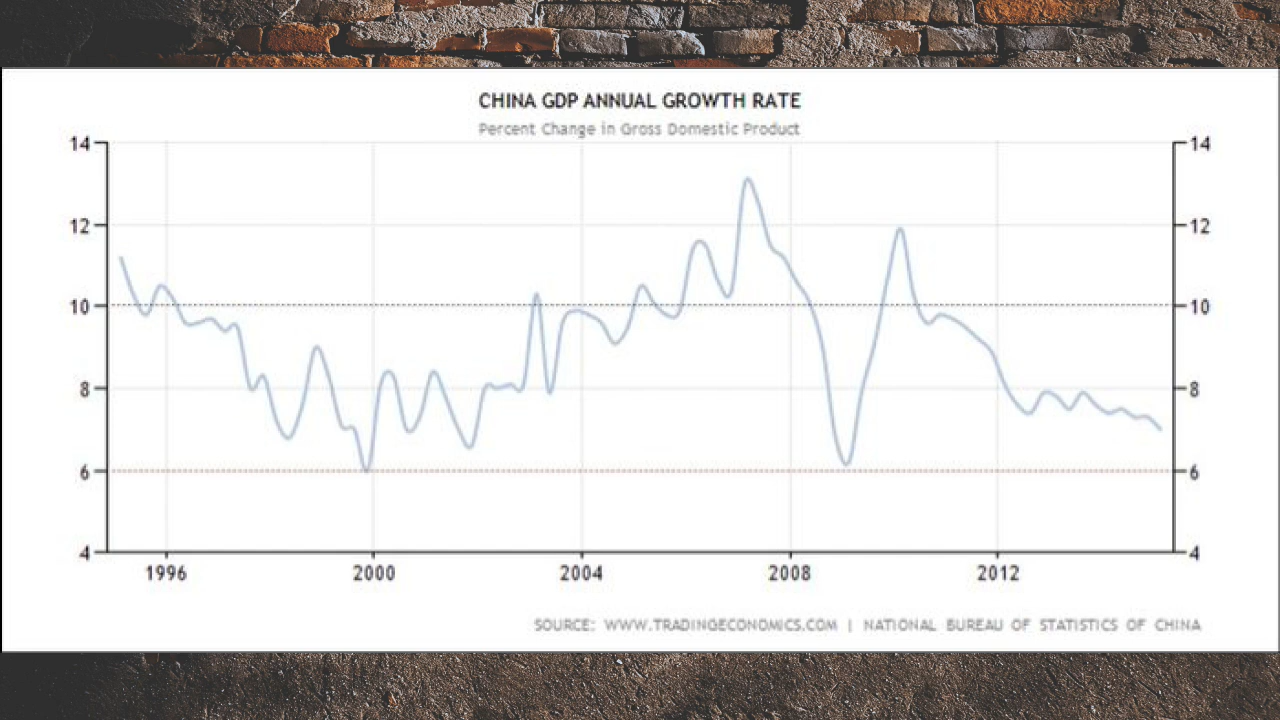 CHINA GDP ANNUAL GROWTH RATE
Percent Change in Gross Domestic Product
14 14
12 12
10 10
8 8
6 6
4 4
1996 2000 2004 2008 2012
SOURCE: WWW.TRADINGECONOMICS.COM | NATIONAL BUREAU OF STATISTICS OF CHINA